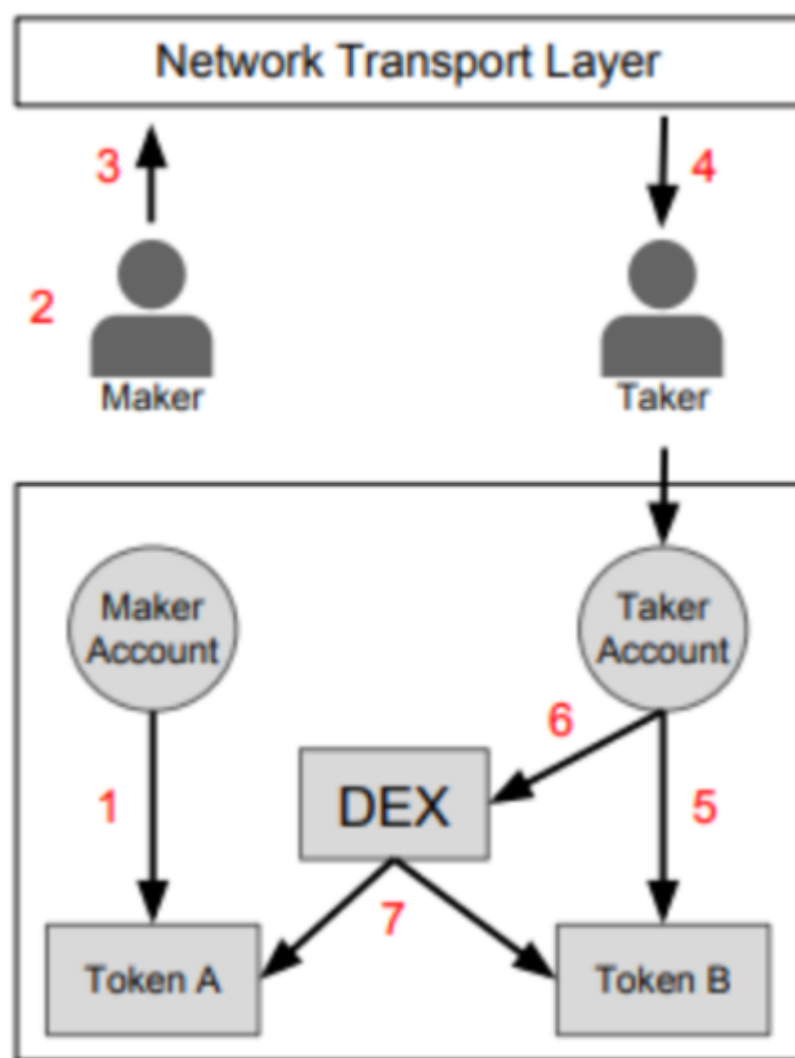 Network Transport Layer
3
4
2
Maker
Taker
Maker
Account
Taker
Account
6
1
DEX
5
7
Token A
Token B